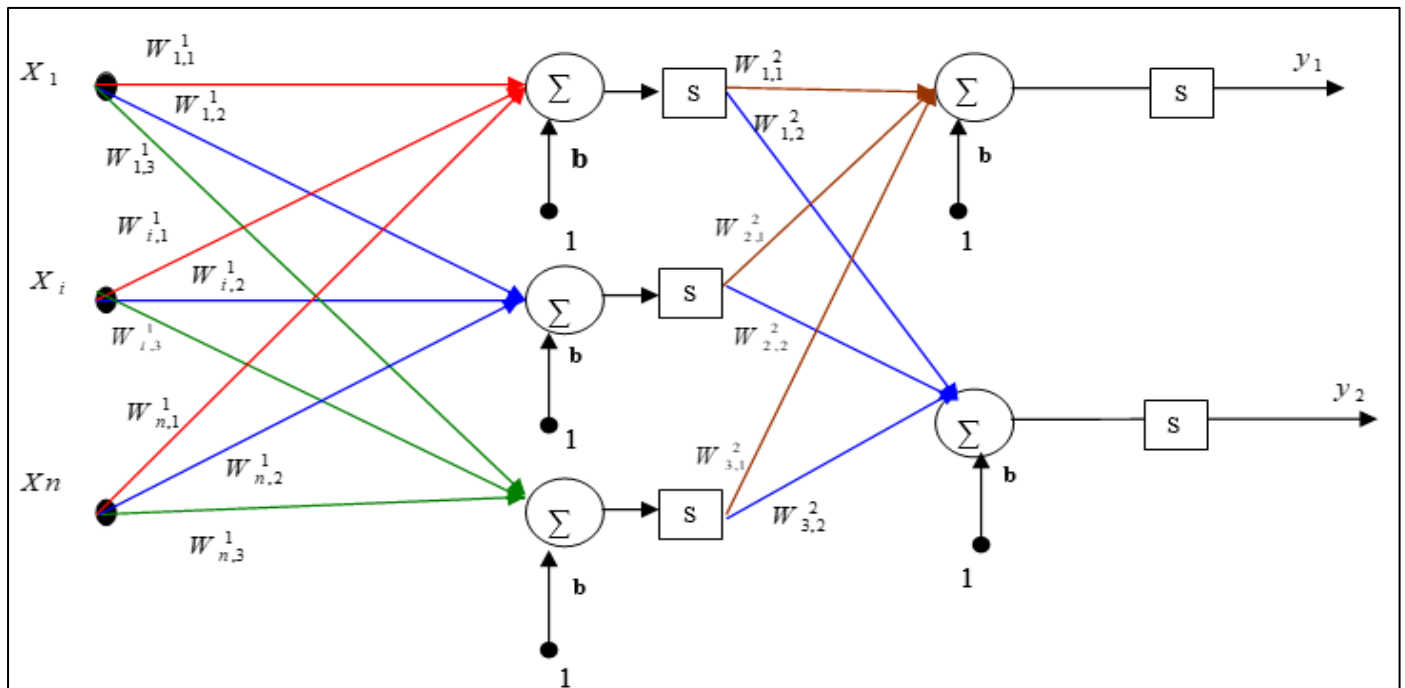 W 1,1 ^1
X 1
W 1,2 ^1
W 1,3 ^1
Σ
s
b
1
W 1,1 ^2
W 1,2 ^2
Σ
s
y 1
b
1
W i,1 ^1
X i
W i,2 ^1
W i,3 ^1
Σ
s
b
1
W 2,1 ^2
W 2,2 ^2
Σ
s
y 2
b
1
W n,1 ^1
X n
W n,2 ^1
W n,3 ^1
Σ
s
b
1
W 3,1 ^2
W 3,2 ^2